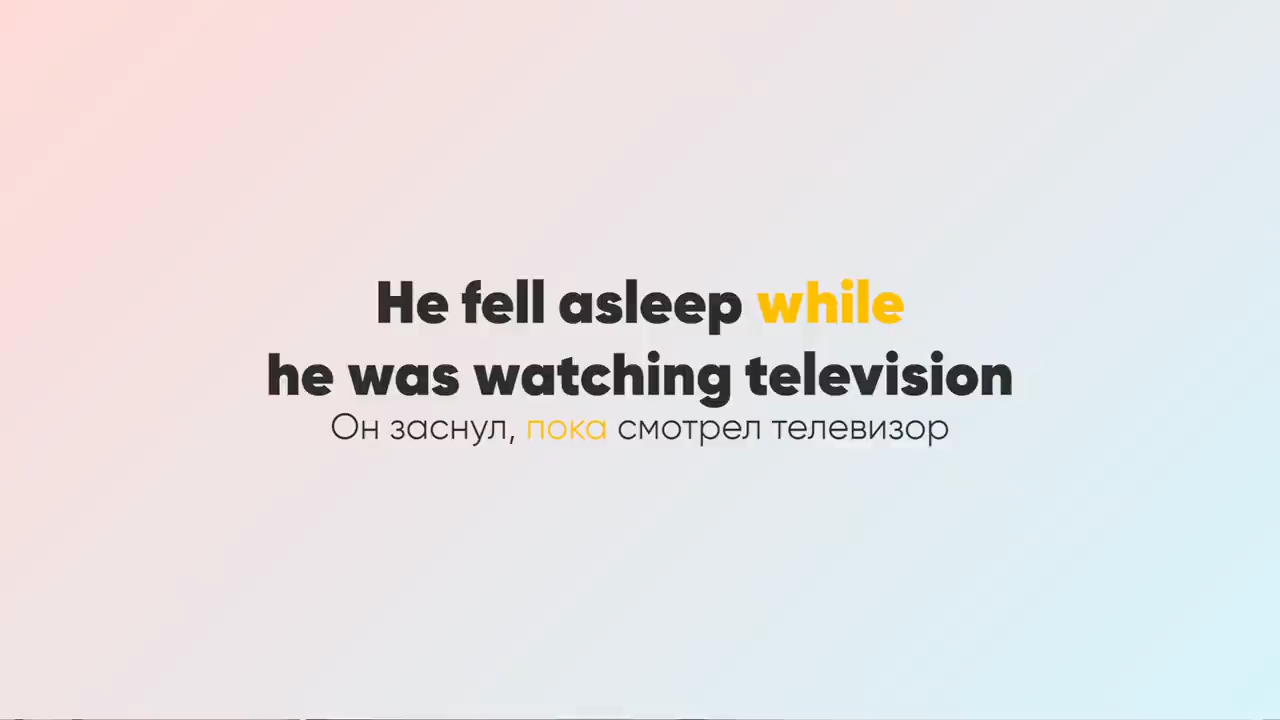 He fell asleep while
he was watching television
Он заснул, пока смотрел телевизор